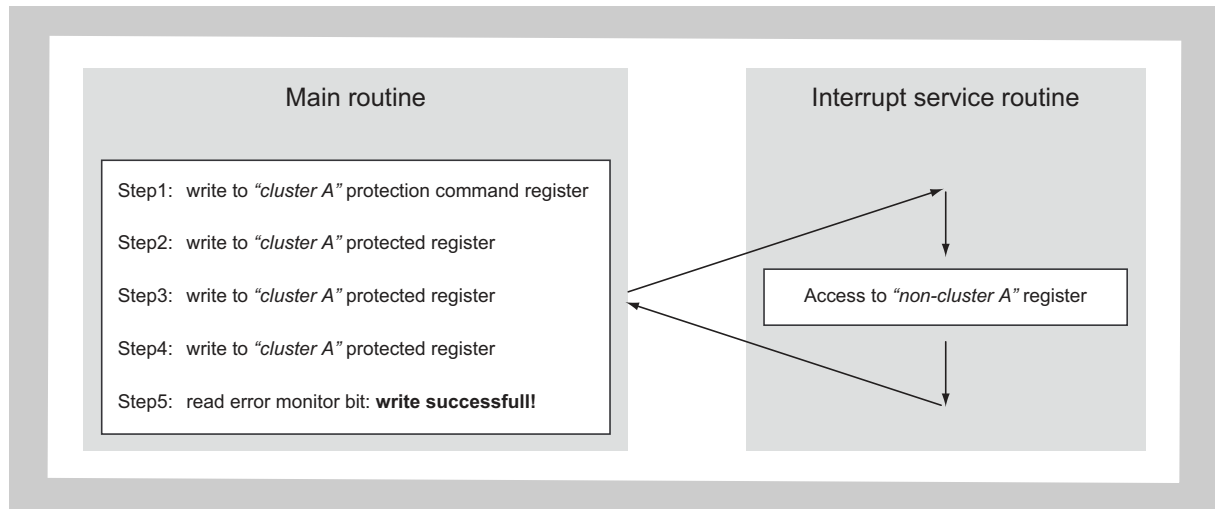 Main routine
Step1: write to “cluster A” protection command register
Step2: write to “cluster A” protected register
Step3: write to “cluster A” protected register
Step4: write to “cluster A” protected register
Step5: read error monitor bit: write successfull!
Interrupt service routine
Access to “non-cluster A” register